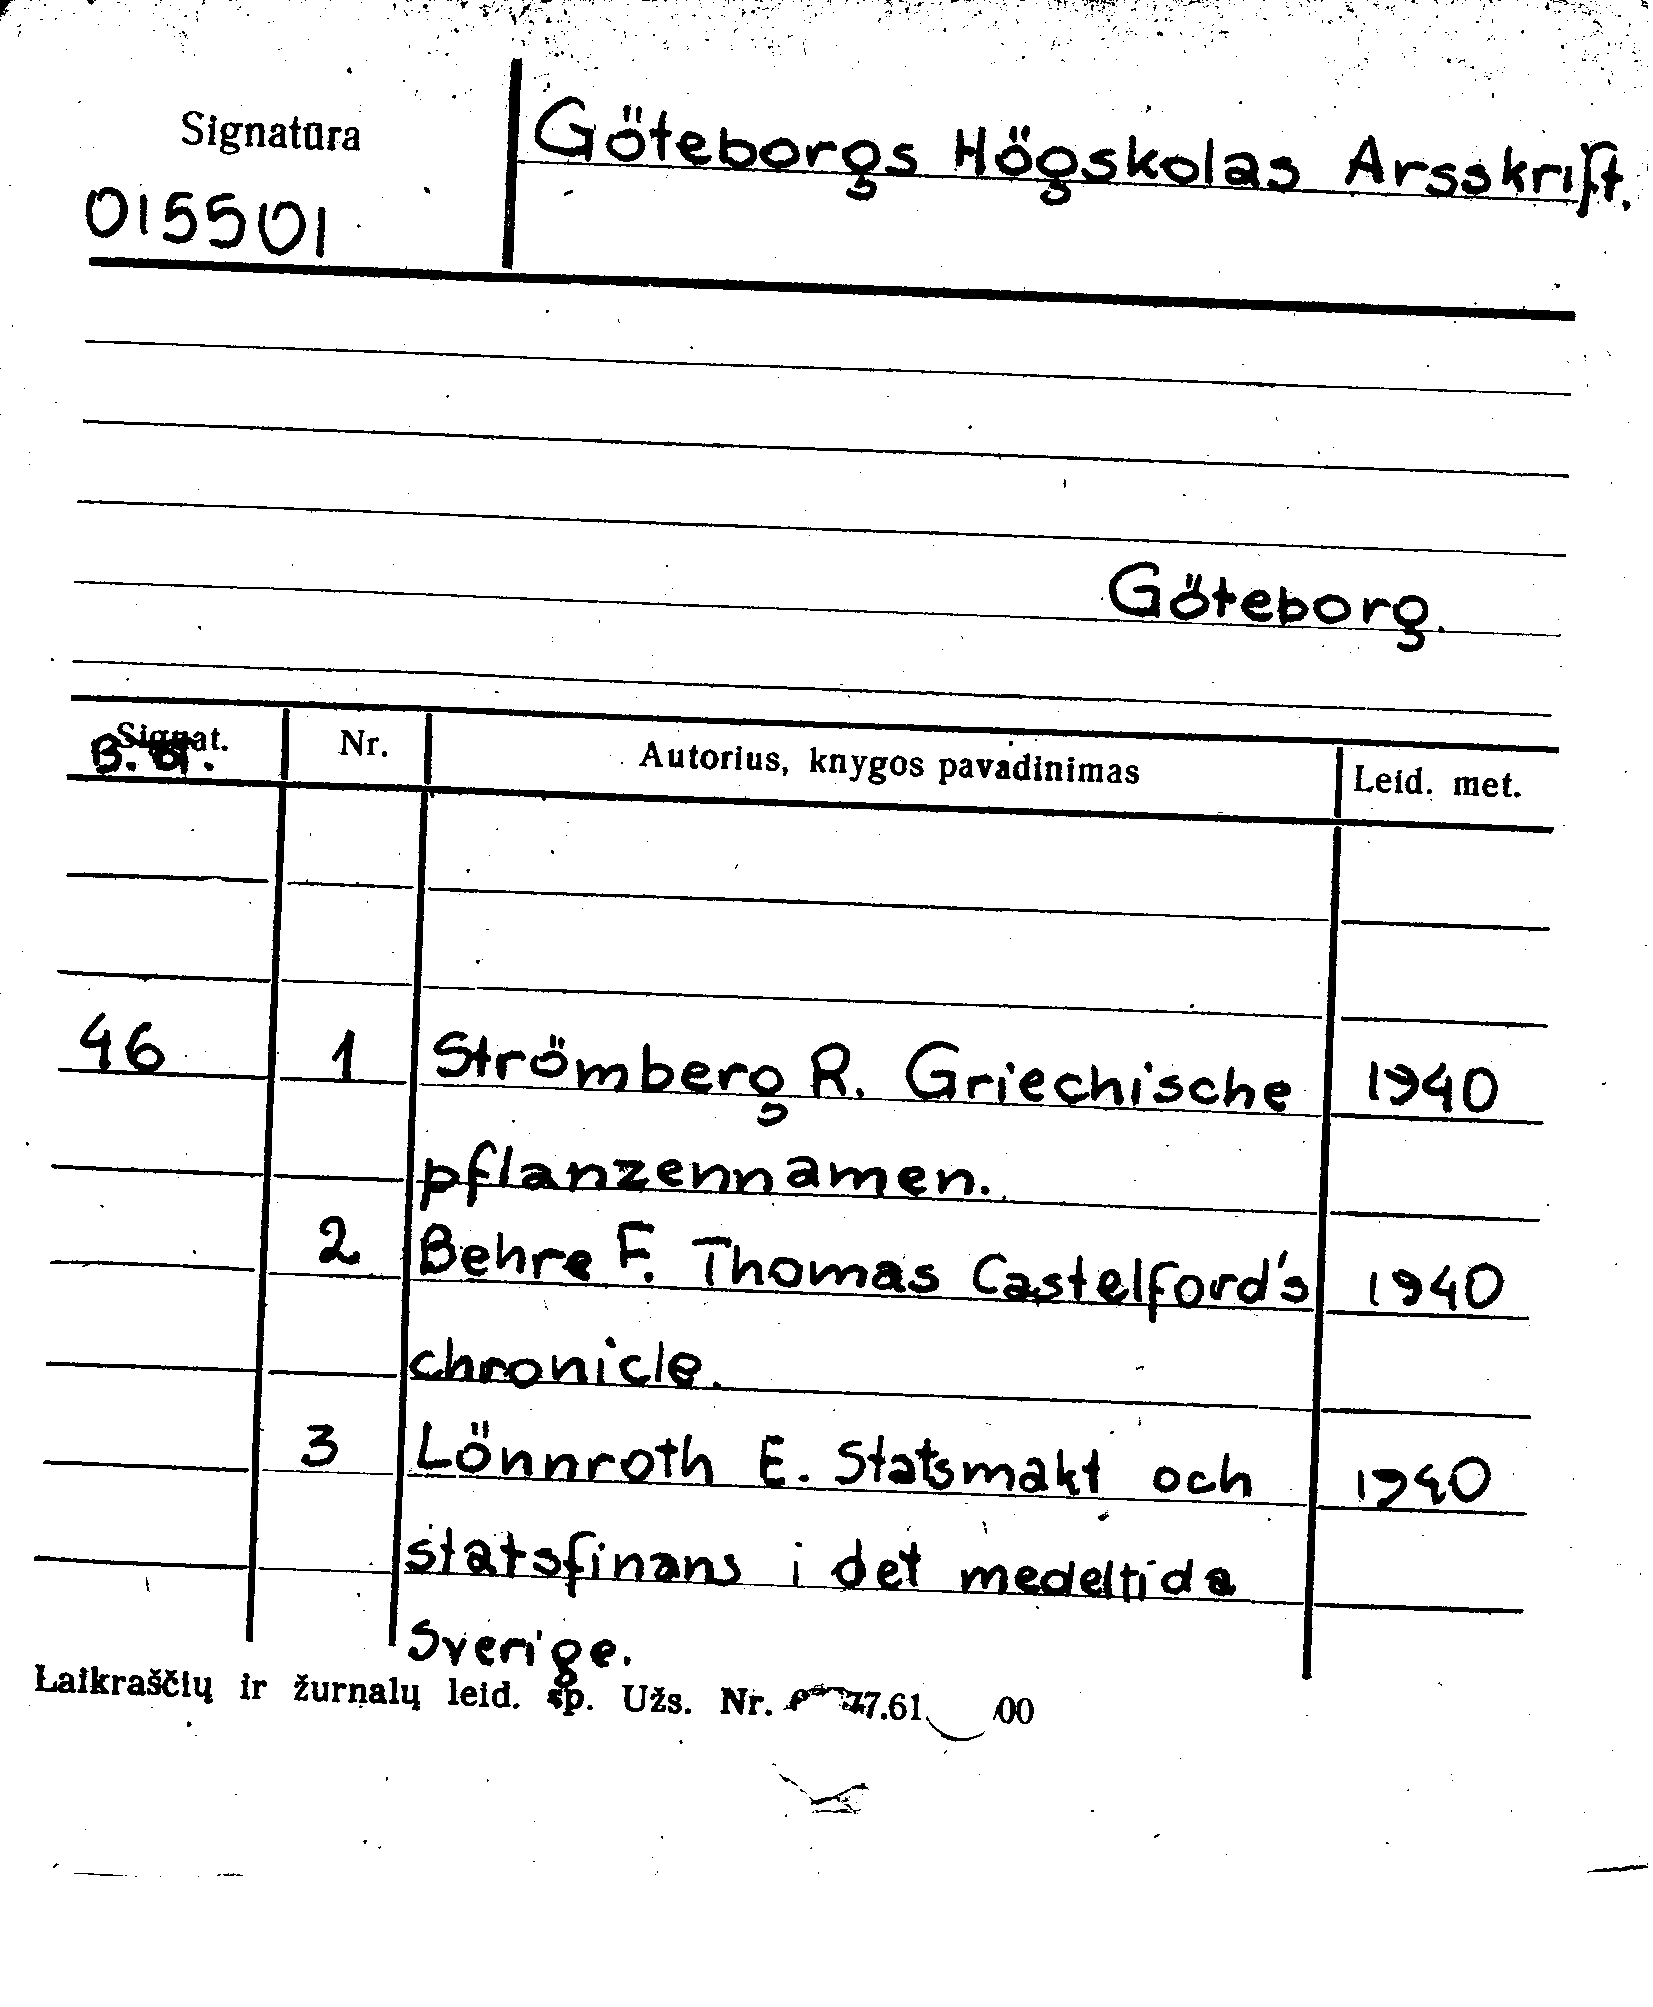 Signatūra
Göteborgs Högskolas Arsskrift.
015501
Göteborg.
Signat. Nr. Autorius, knygos pavadinimas Leid. met.
46 1 Strömberg R. Griechische 1940
pflanzennamen.
2 Behre F. Thomas Castelford's 1940
chronicle.
3 Lönnroth E. Statsmakt och 1940
statsfinans i det medeltida
Sverige.
Laikraščių ir žurnalų leid. sp. Užs. Nr.